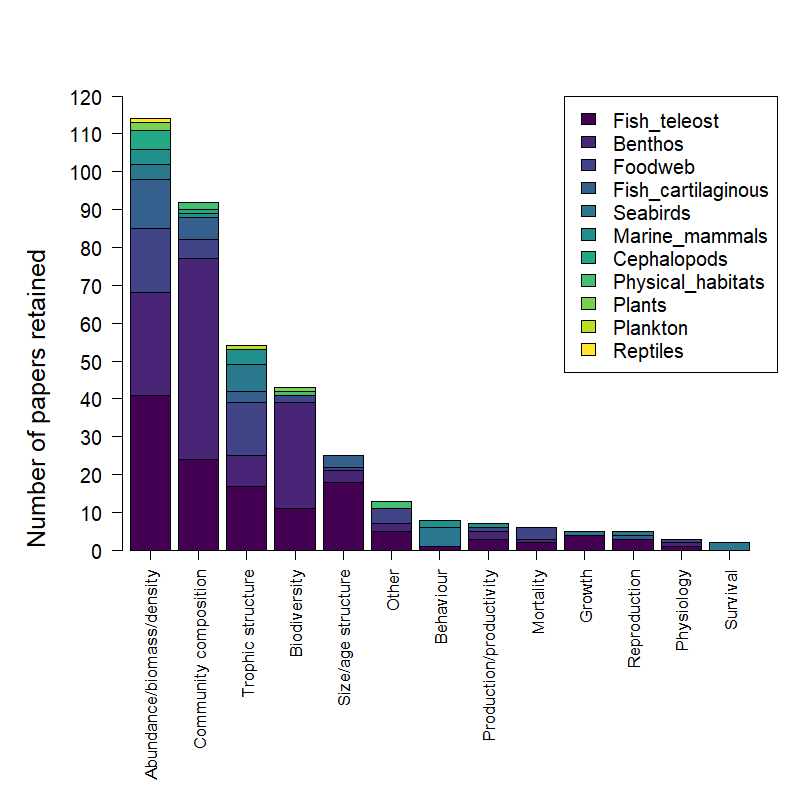 Number of papers retained
120
110
100
90
80
70
60
50
40
30
20
10
0
Fish_teleost
Benthos
Foodweb
Fish_cartilaginous
Seabirds
Marine_mammals
Cephalopods
Physical_habitats
Plants
Plankton
Reptiles
Abundance/biomass/density
Community composition
Trophic structure
Biodiversity
Size/age structure
Other
Behaviour
Production/productivity
Mortality
Growth
Reproduction
Physiology
Survival